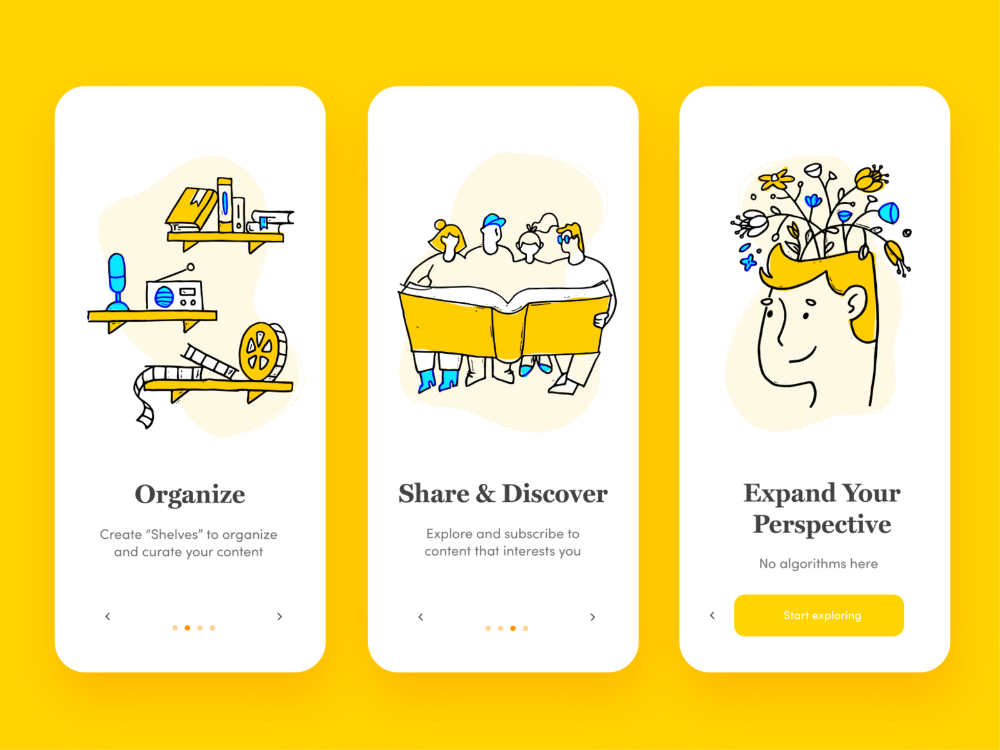 Organize
Create “Shelves” to organize
and curate your content
Share & Discover
Explore and subscribe to
content that interests you
Expand Your
Perspective
No algorithms here
Start exploring